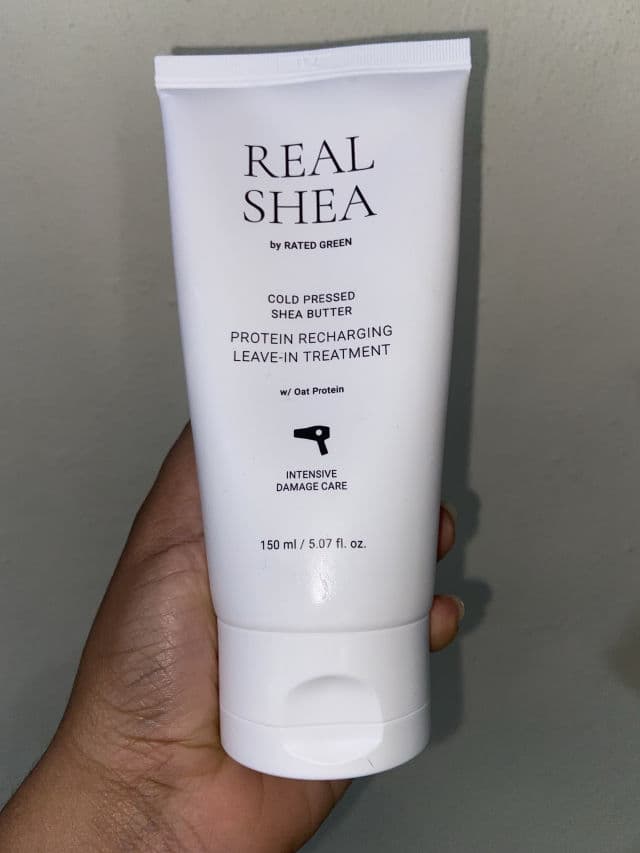 REAL
SHEA
by RATED GREEN
COLD PRESSED
SHEA BUTTER
PROTEIN RECHARGING
LEAVE-IN TREATMENT
w/ Oat Protein
INTENSIVE
DAMAGE CARE
150 ml / 5.07 fl. oz.